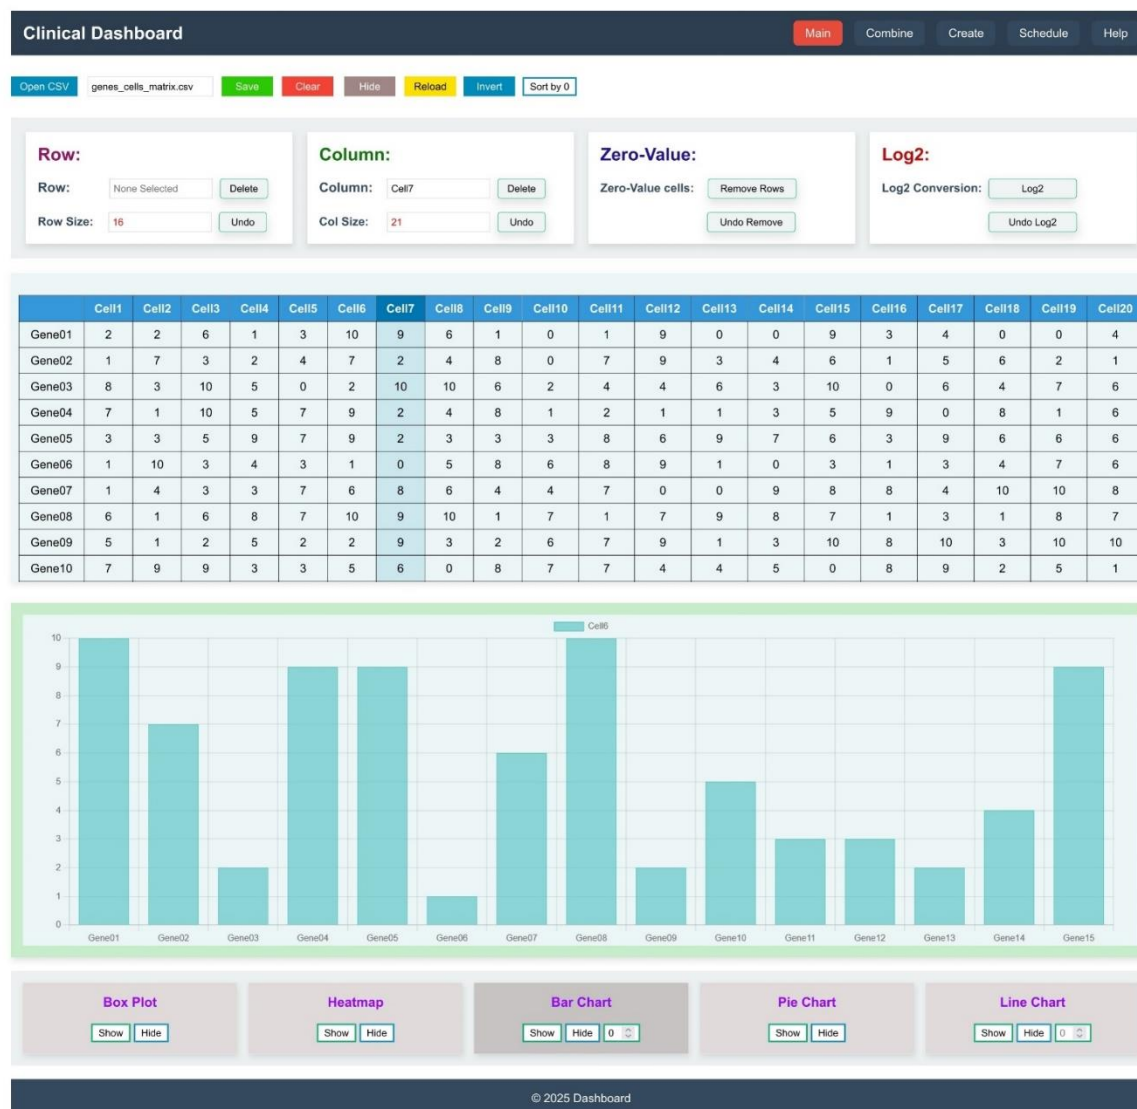 Clinical Dashboard Main Combine Create Schedule Help
Open CSV genes_cells_matrix.csv Save Clear Hide Reload Invert Sort by 0
Row: Column: Zero-Value: Log2:
Row: None Selected Delete Column: Cell7 Delete Zero-Value cells: Remove Rows Log2 Conversion: Log2
Row Size: 16 Undo Col Size: 21 Undo Undo Remove Undo Log2
Cell1 Cell2 Cell3 Cell4 Cell5 Cell6 Cell7 Cell8 Cell9 Cell10 Cell11 Cell12 Cell13 Cell14 Cell15 Cell16 Cell17 Cell18 Cell19 Cell20
Gene01 2 2 6 1 3 10 9 6 1 0 1 9 0 0 9 3 4 0 0 4
Gene02 1 7 3 2 4 7 2 4 8 0 7 9 3 4 6 1 5 6 2 1
Gene03 8 3 10 5 0 2 10 10 6 2 4 4 6 3 10 0 6 4 7 6
Gene04 7 1 10 5 7 9 2 4 8 1 2 1 1 3 5 9 0 8 1 6
Gene05 3 3 5 9 7 9 2 3 3 3 8 6 9 7 6 3 9 6 6 6
Gene06 1 10 3 4 3 1 0 5 8 6 8 9 1 0 3 1 3 4 7 6
Gene07 1 4 3 3 7 6 8 6 4 4 7 0 0 9 8 8 4 10 10 8
Gene08 6 1 6 8 7 10 9 10 1 7 1 7 9 8 7 1 3 1 8 7
Gene09 5 1 2 5 2 2 9 3 2 6 7 9 1 3 10 8 10 3 10 10
Gene10 7 9 9 3 3 5 6 0 8 7 7 4 4 5 0 8 9 2 5 1
Cell6
10
9
8
7
6
5
4
3
2
1
0
Gene01 Gene02 Gene03 Gene04 Gene05 Gene06 Gene07 Gene08 Gene09 Gene10 Gene11 Gene12 Gene13 Gene14 Gene15
Box Plot Heatmap Bar Chart Pie Chart Line Chart
Show Hide Show Hide Show Hide 0 Show Hide Show Hide 0
© 2025 Dashboard